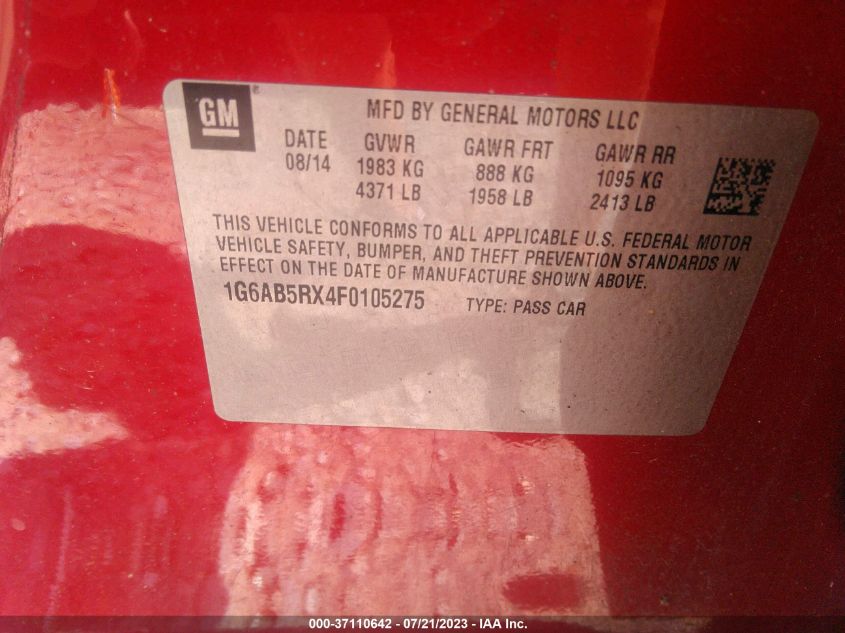 GM
MFD BY GENERAL MOTORS LLC
DATE GVWR GAWR FRT GAWR RR
08/14 1983 KG 888 KG 1095 KG
4371 LB 1958 LB 2413 LB
THIS VEHICLE CONFORMS TO ALL APPLICABLE U.S. FEDERAL MOTOR
VEHICLE SAFETY, BUMPER, AND THEFT PREVENTION STANDARDS IN
EFFECT ON THE DATE OF MANUFACTURE SHOWN ABOVE.
1G6AB5RX4F0105275 TYPE: PASS CAR
000-37110642 - 07/21/2023 - IAA Inc.